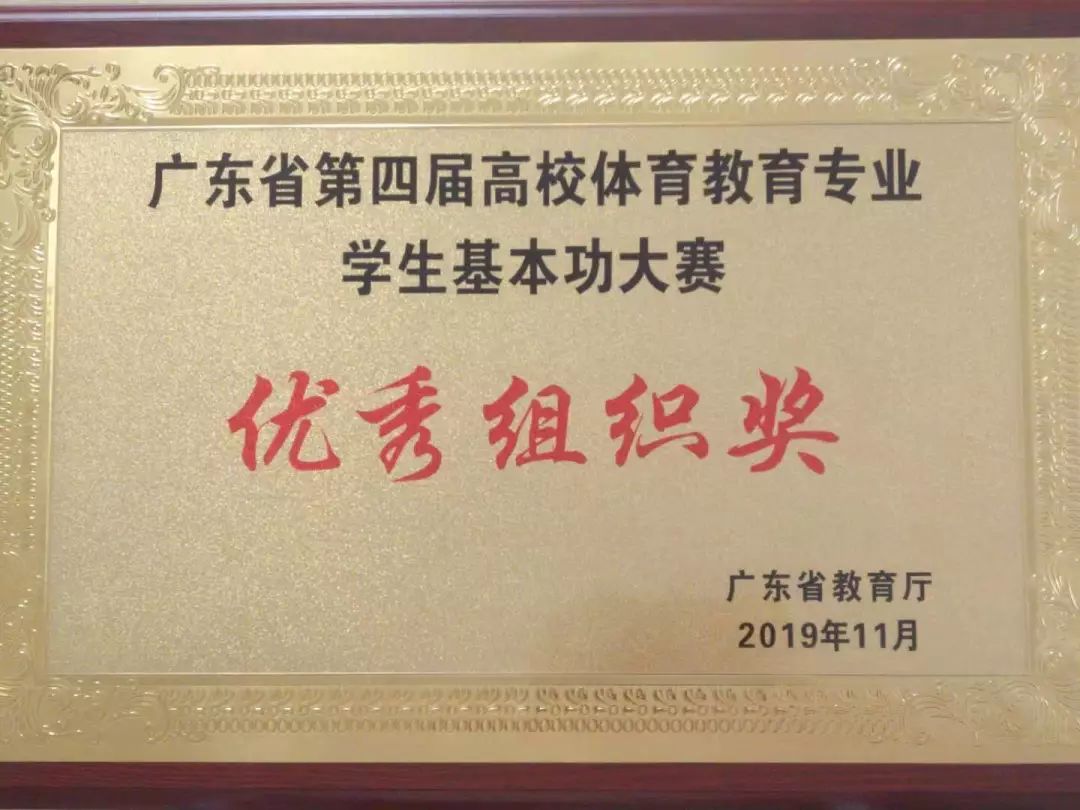 广东省第四届高校体育教育专业
学生基本功大赛
优秀组织奖
广东省教育厅
2019年11月